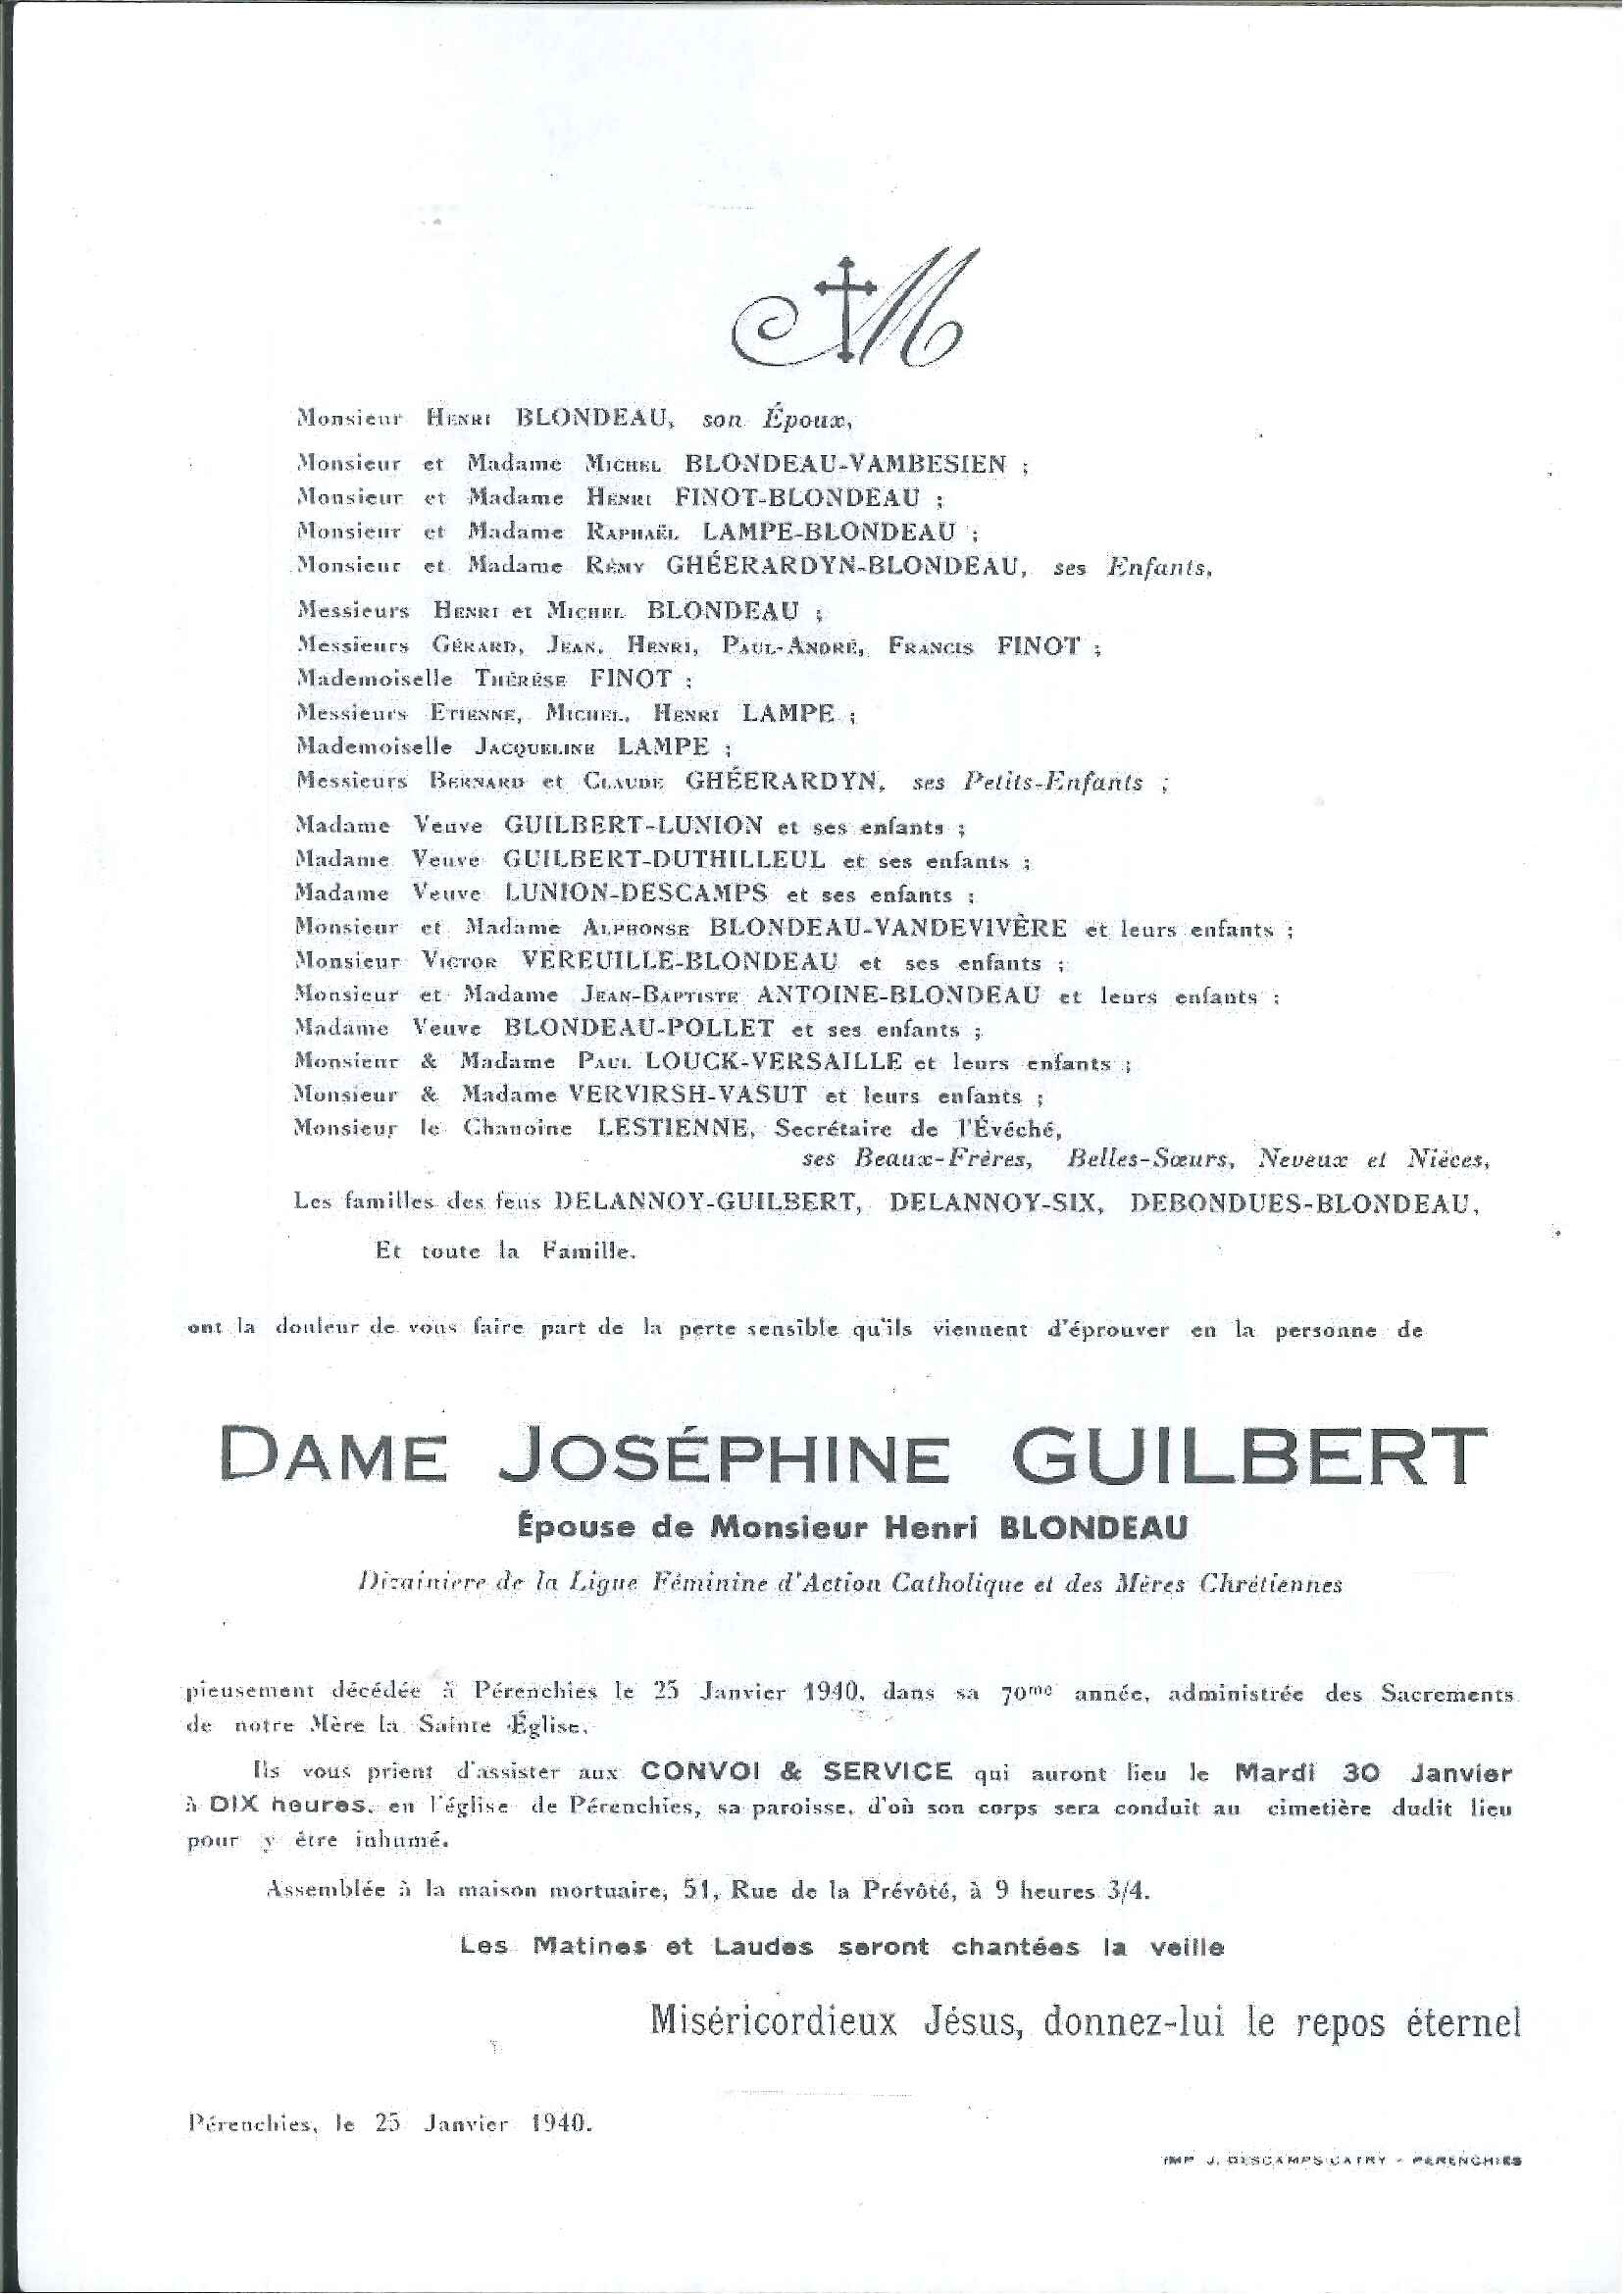 M
Monsieur HENRI BLONDEAU, son Époux,
Monsieur et Madame MICHEL BLONDEAU-VAMBESIEN ;
Monsieur et Madame HENRI FINOT-BLONDEAU ;
Monsieur et Madame RAPHAËL LAMPE-BLONDEAU ;
Monsieur et Madame RÉMY GHÉERARDYN-BLONDEAU, ses Enfants,
Messieurs HENRI et MICHEL BLONDEAU ;
Messieurs GÉRARD, JEAN, HENRI, PAUL-ANDRÉ, FRANCIS FINOT ;
Mademoiselle THÉRÉSE FINOT ;
Messieurs ETIENNE, MICHEL, HENRI LAMPE ;
Mademoiselle JACQUELINE LAMPE ;
Messieurs BERNARD et CLAUDE GHÉERARDYN, ses Petits-Enfants ;
Madame Veuve GUILBERT-LUNION et ses enfants ;
Madame Veuve GUILBERT-DUTHILLEUL et ses enfants ;
Madame Veuve LUNION-DESCAMPS et ses enfants ;
Monsieur et Madame ALPHONSE BLONDEAU-VANDEVIVÈRE et leurs enfants ;
Monsieur VICTOR VEREUILLE-BLONDEAU et ses enfants ;
Monsieur et Madame JEAN-BAPTISTE ANTOINE-BLONDEAU et leurs enfants ;
Madame Veuve BLONDEAU-POLLET et ses enfants ;
Monsieur & Madame PAUL LOUCK-VERSAILLE et leurs enfants ;
Monsieur & Madame VERVIRSH-VASUT et leurs enfants ;
Monsieur le Chanoine LESTIENNE, Secrétaire de l'Évéché,
ses Beaux-Frères, Belles-Sœurs, Neveux et Nièces,
Les familles des feus DELANNOY-GUILBERT, DELANNOY-SIX, DEBONDUES-BLONDEAU,
Et toute la Famille.
ont la douleur de vous faire part de la perte sensible qu'ils viennent d'éprouver en la personne de
DAME JOSÉPHINE GUILBERT
Épouse de Monsieur Henri BLONDEAU
Dizainiere de la Ligue Féminine d'Action Catholique et des Mères Chrétiennes
pieusement décédée à Pérenchies le 25 Janvier 1940, dans sa 70me année, administrée des Sacrements
de notre Mère la Sainte Église.
Ils vous prient d'assister aux CONVOI & SERVICE qui auront lieu le Mardi 30 Janvier
à DIX heures, en l'église de Pérenchies, sa paroisse, d'où son corps sera conduit au cimetière dudit lieu
pour y être inhumé.
Assemblée à la maison mortuaire, 51, Rue de la Prévôté, à 9 heures 3/4.
Les Matines et Laudes seront chantées la veille
Miséricordieux Jésus, donnez-lui le repos éternel
Pérenchies, le 25 Janvier 1940.
IMP J. DESCAMPS-CATRY - PERENCHIES